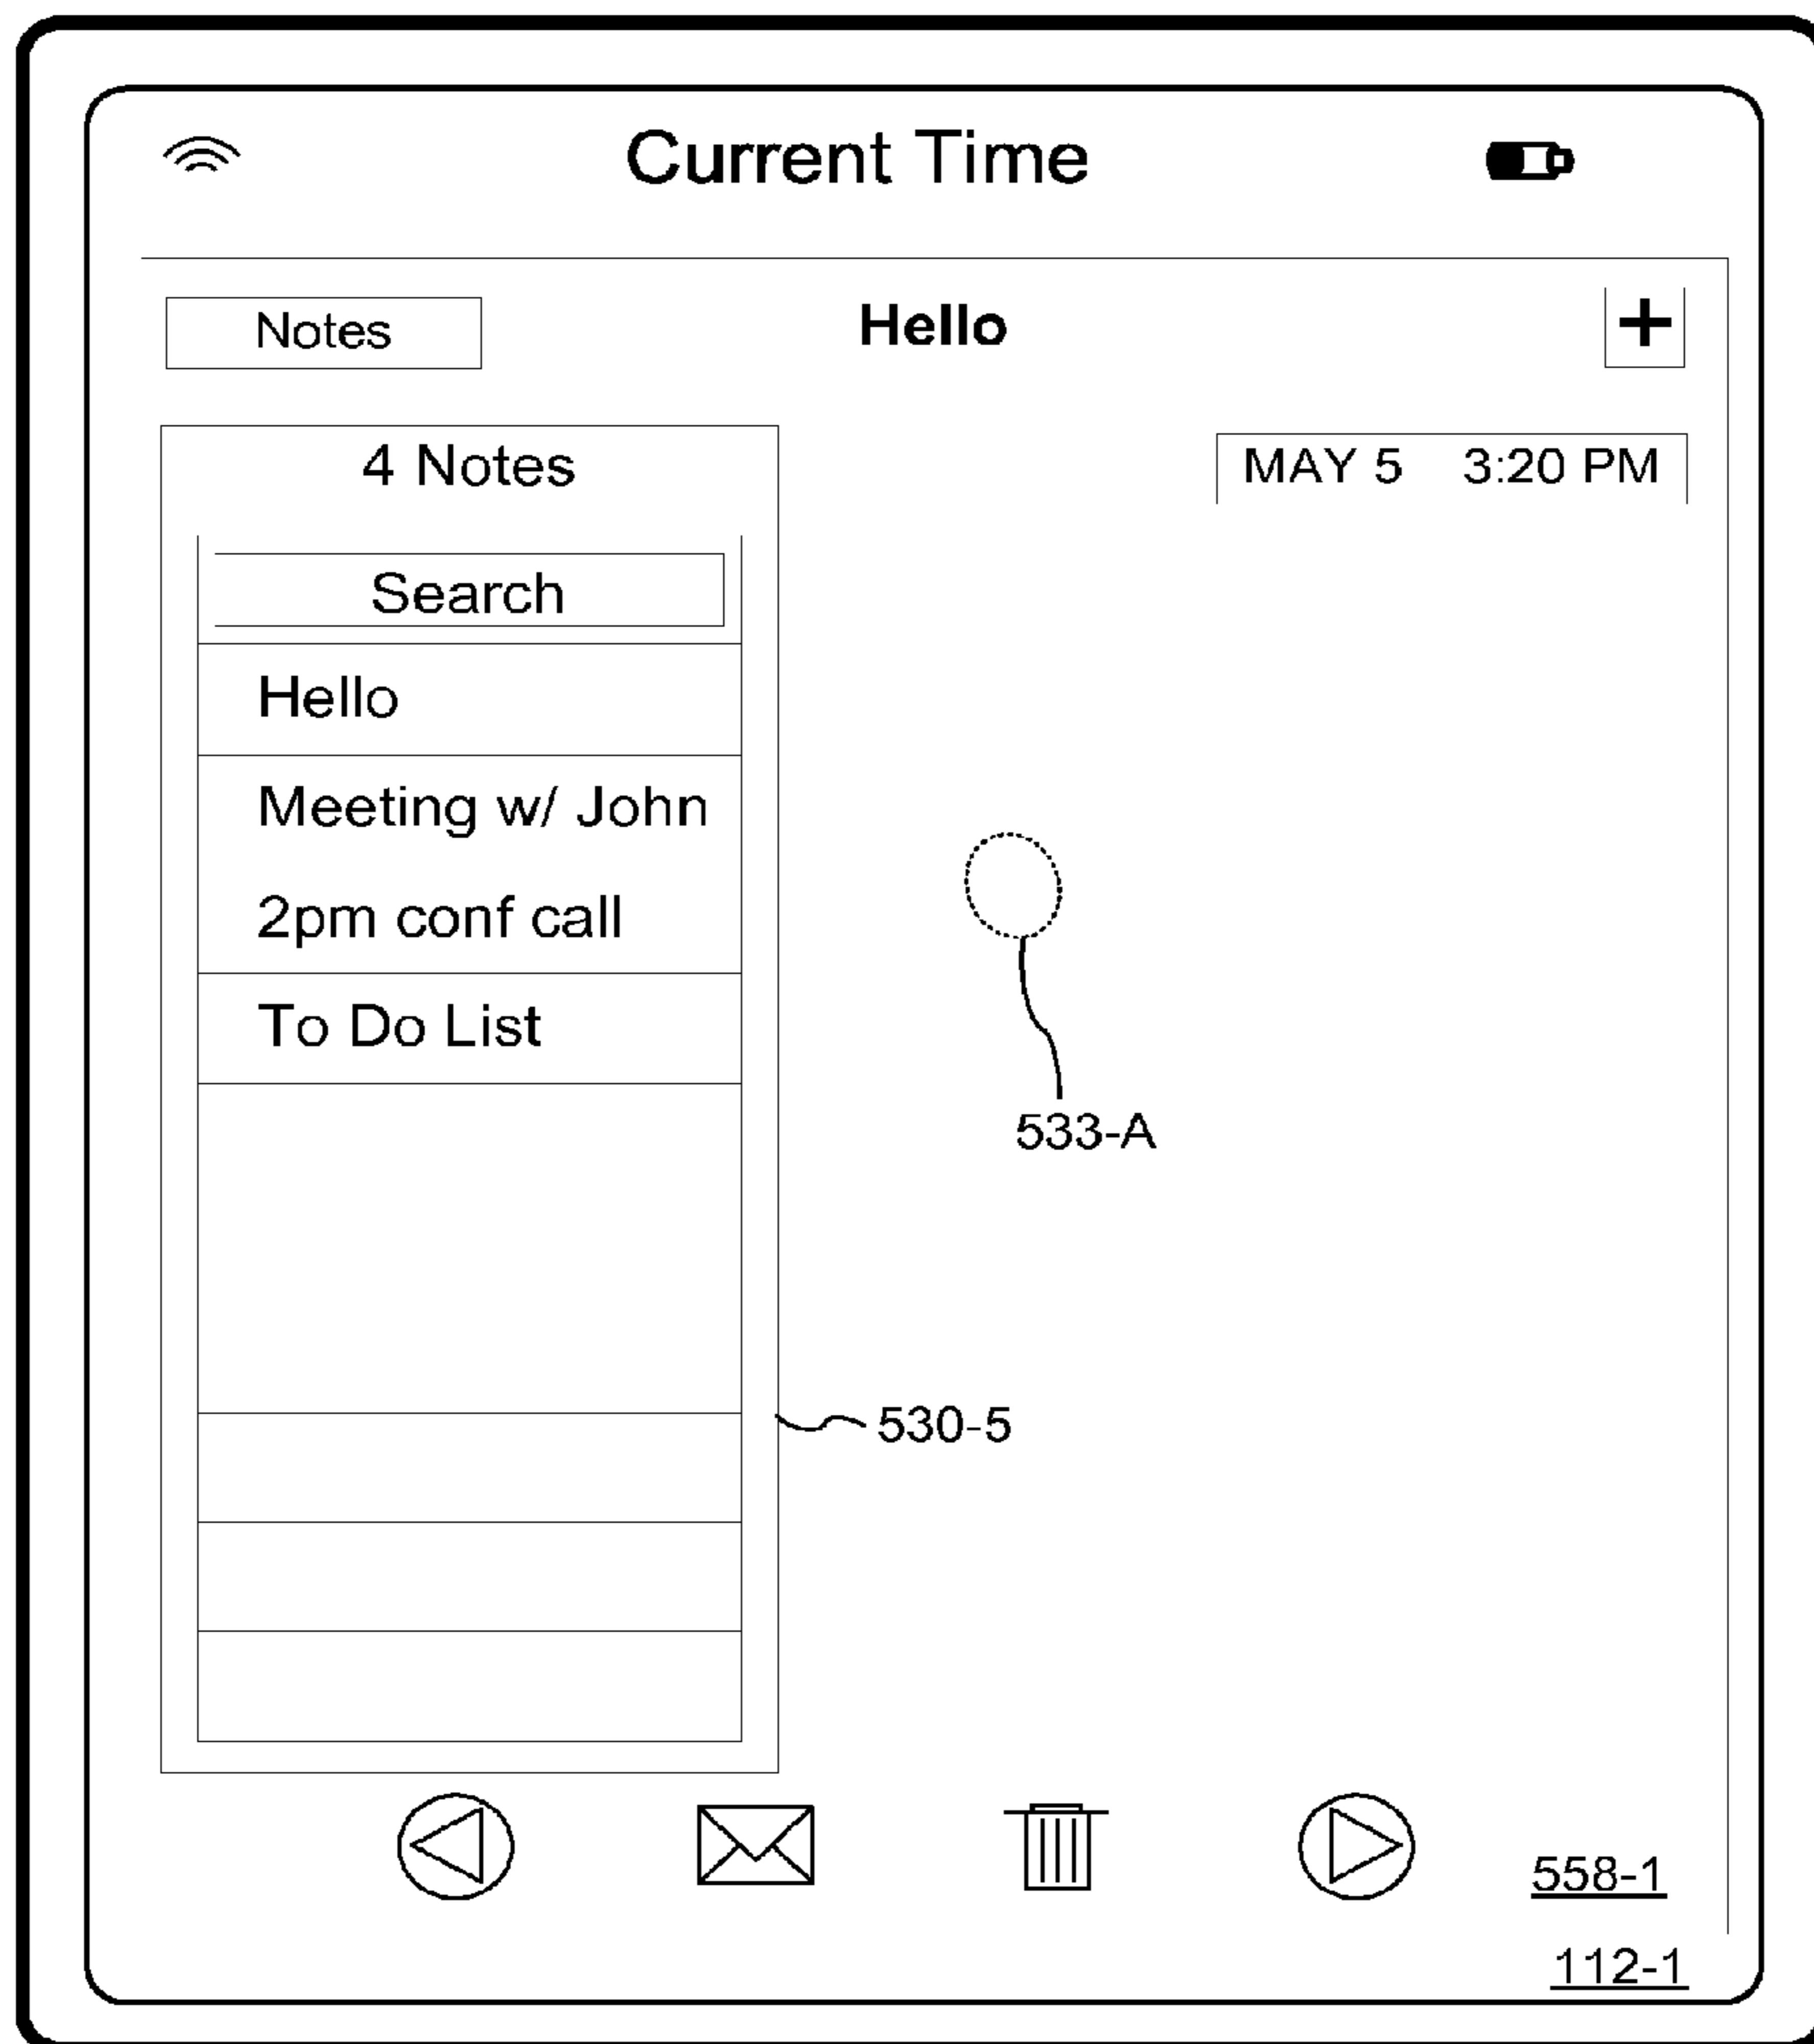 Current Time
Notes
Hello
+
4 Notes
MAY 5 3:20 PM
Search
Hello
Meeting w/ John
2pm conf call
To Do List
533-A
530-5
558-1
112-1